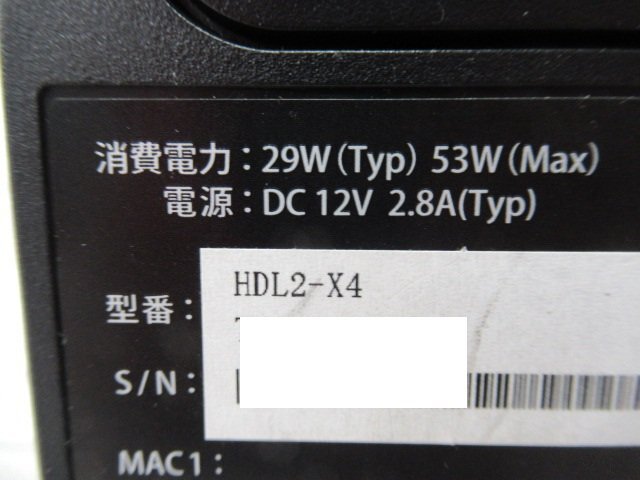 消費電力：29W(Typ) 53W(Max)
電源：DC 12V 2.8A(Typ)
型番：HDL2-X4
S/N：
MAC1：